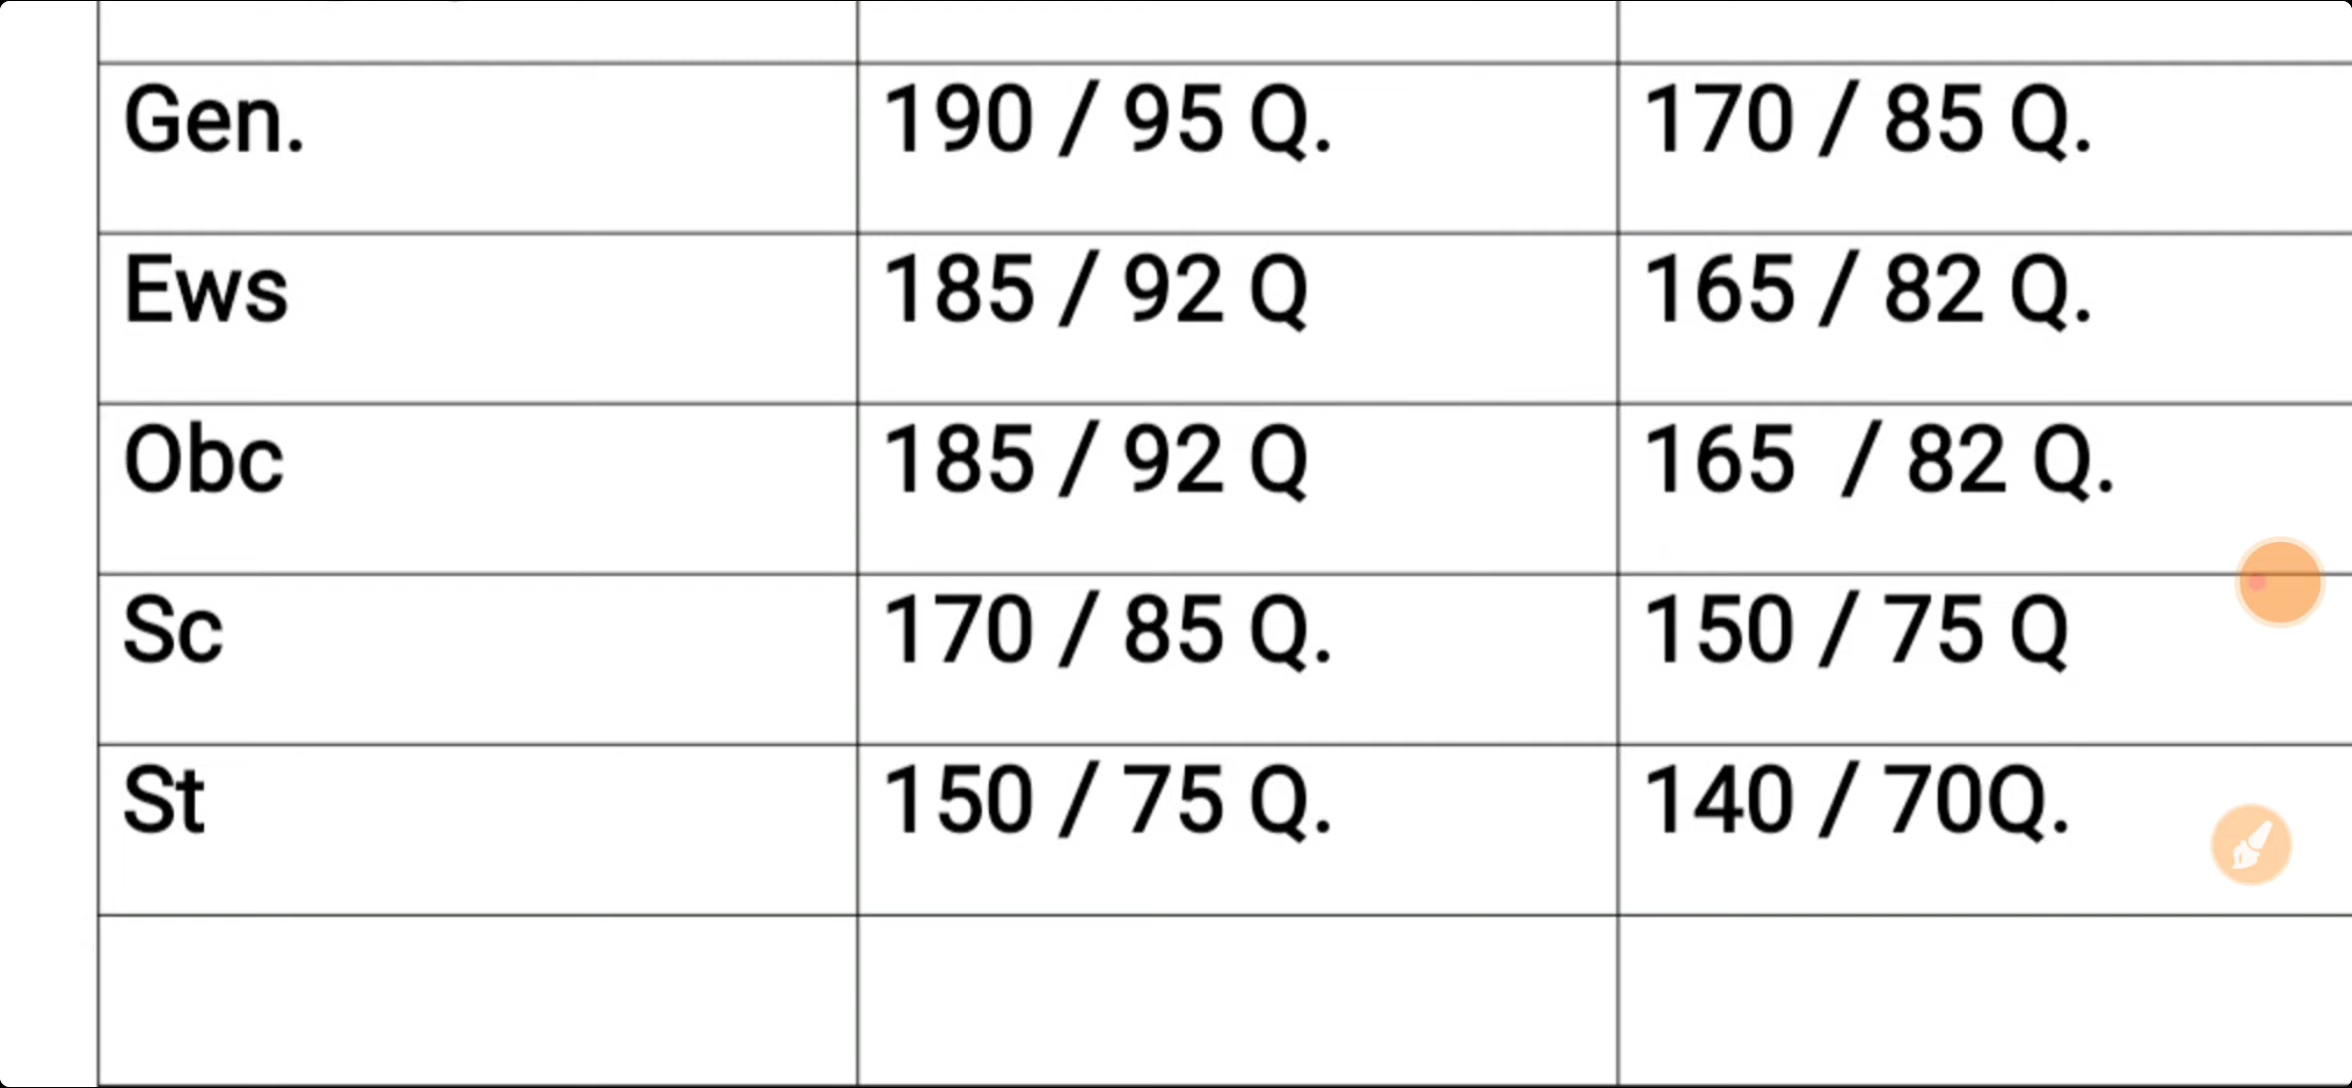 Gen. 190 / 95 Q. 170 / 85 Q.
Ews 185 / 92 Q 165 / 82 Q.
Obc 185 / 92 Q 165 / 82 Q.
Sc 170 / 85 Q. 150 / 75 Q
St 150 / 75 Q. 140 / 70Q.